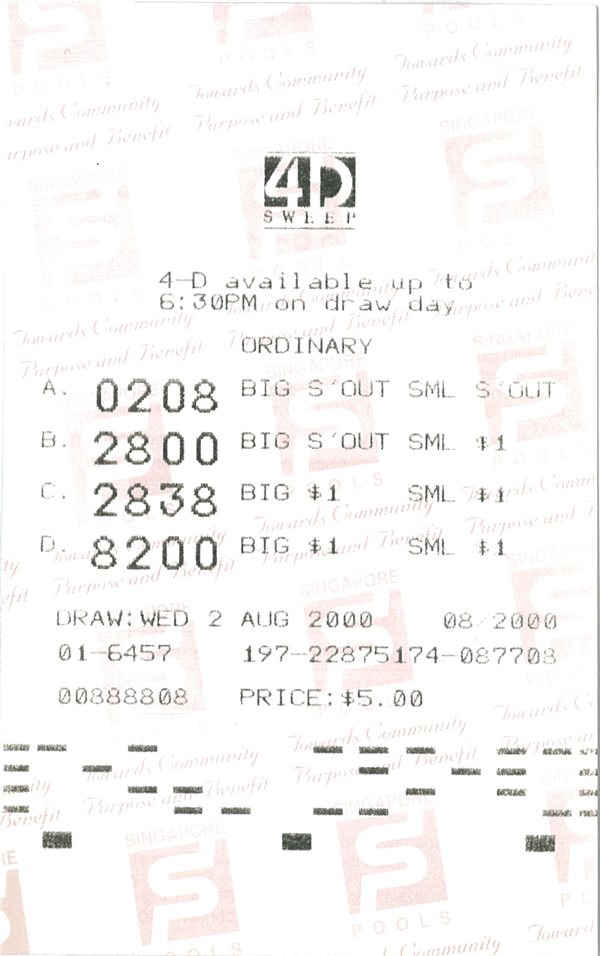 4D
SWEEP
4-D available up to
6:30PM on draw day
ORDINARY
A. 0208 BIG S'OUT SML S'OUT
B. 2800 BIG S'OUT SML $1
C. 2838 BIG $1 SML $1
D. 8200 BIG $1 SML $1
DRAW:WED 2 AUG 2000 08/2000
01-6457 197-22875174-087708
00888808 PRICE:$5.00
SINGAPORE
POOLS
Towards Community
Purpose and Benefit